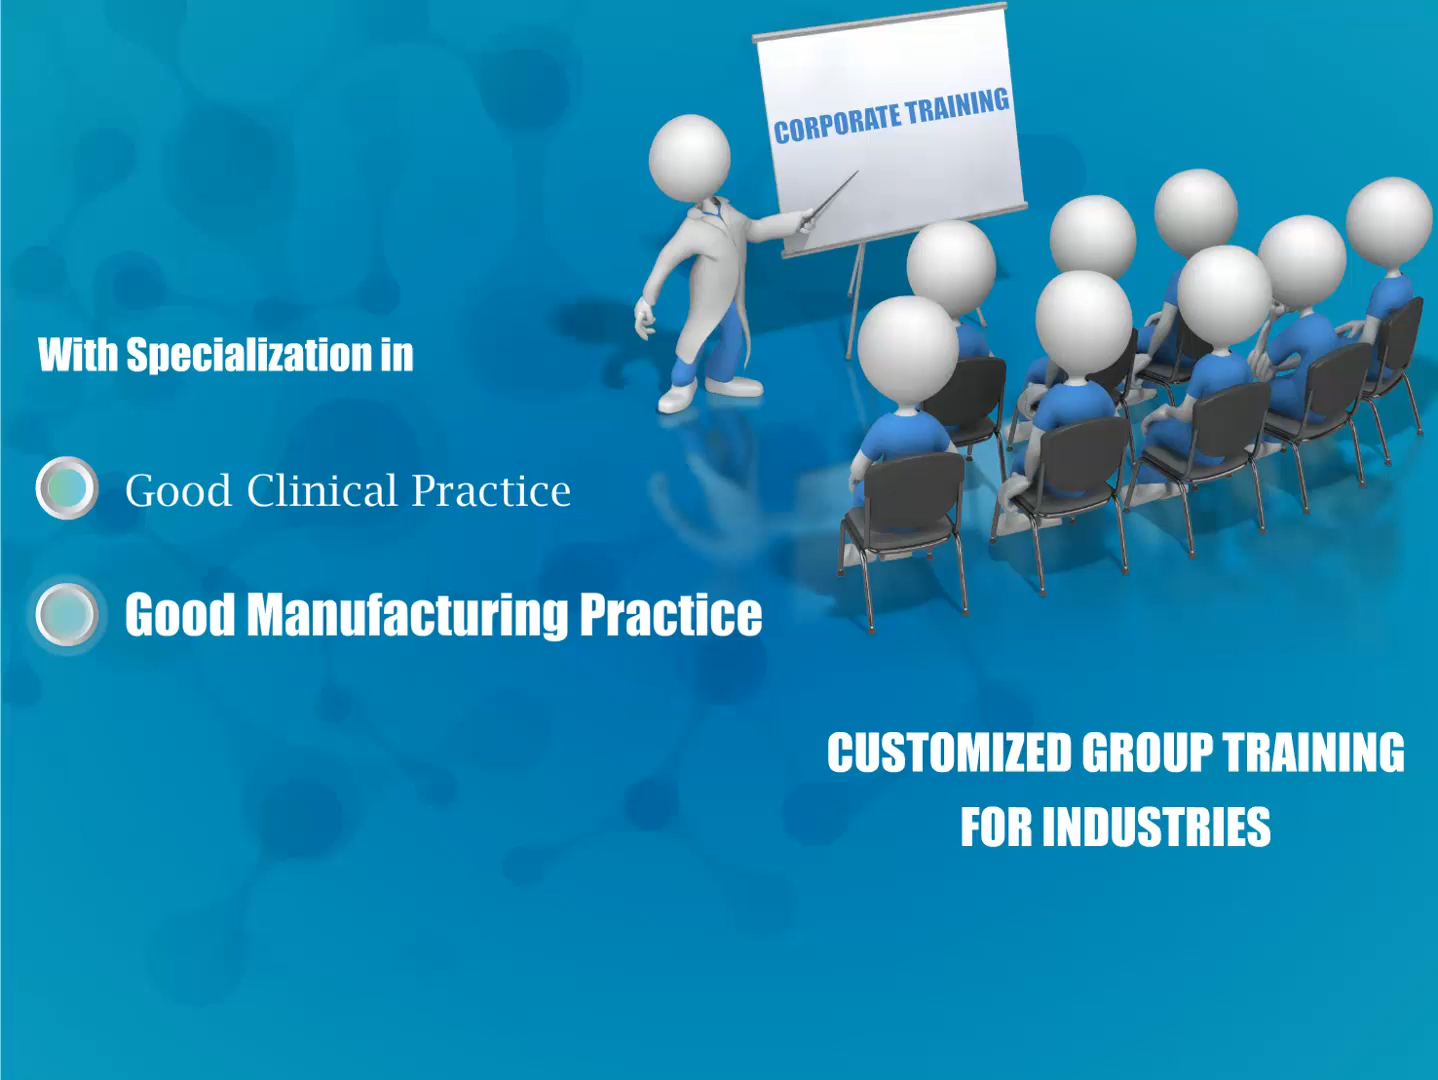 CORPORATE TRAINING
With Specialization in
Good Clinical Practice
Good Manufacturing Practice
CUSTOMIZED GROUP TRAINING
FOR INDUSTRIES